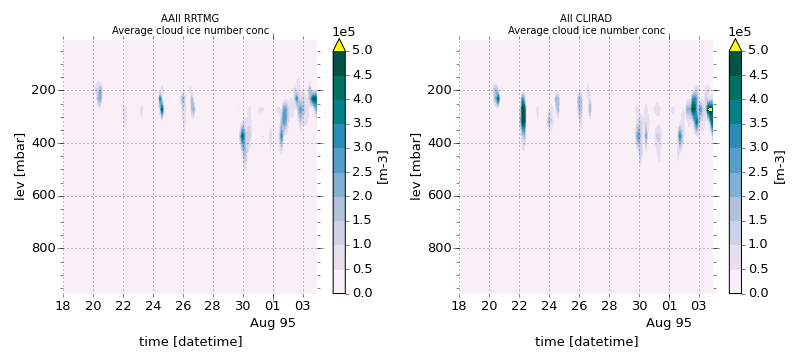 AAII RRTMG
Average cloud ice number conc
1e5
5.0
4.5
4.0
3.5
3.0
2.5
2.0
1.5
1.0
0.5
0.0
[m-3]
lev [mbar]
200
400
600
800
18 20 22 24 26 28 30 01 03
Aug 95
time [datetime]
AII CLIRAD
Average cloud ice number conc
1e5
5.0
4.5
4.0
3.5
3.0
2.5
2.0
1.5
1.0
0.5
0.0
[m-3]
lev [mbar]
200
400
600
800
18 20 22 24 26 28 30 01 03
Aug 95
time [datetime]